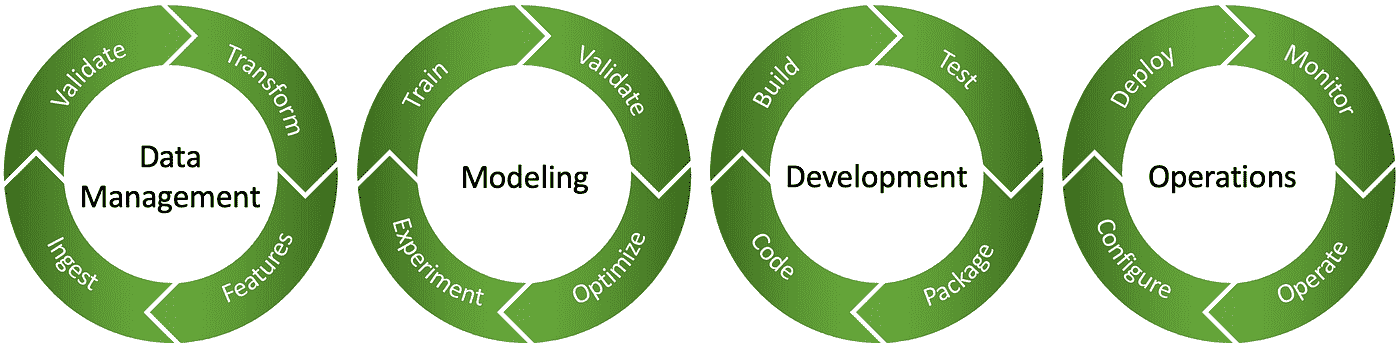 Validate
Transform
Data
Management
Ingest
Features
Train
Validate
Modeling
Experiment
Optimize
Build
Test
Development
Code
Package
Deploy
Monitor
Operations
Configure
Operate